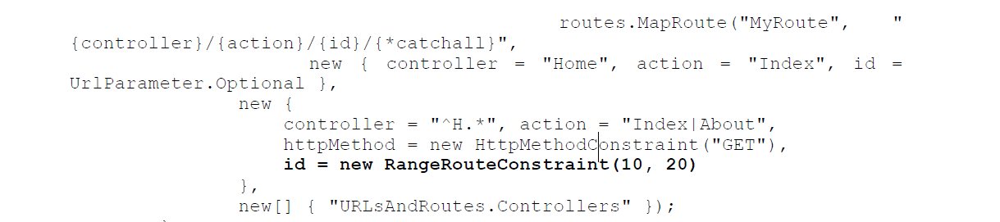 routes.MapRoute("MyRoute", "
{controller}/{action}/{id}/{*catchall}",
new { controller = "Home", action = "Index", id =
UrlParameter.Optional },
new {
controller = "^H.*", action = "Index|About",
httpMethod = new HttpMethodConstraint("GET"),
id = new RangeRouteConstraint(10, 20)
},
new[] { "URLsAndRoutes.Controllers" });